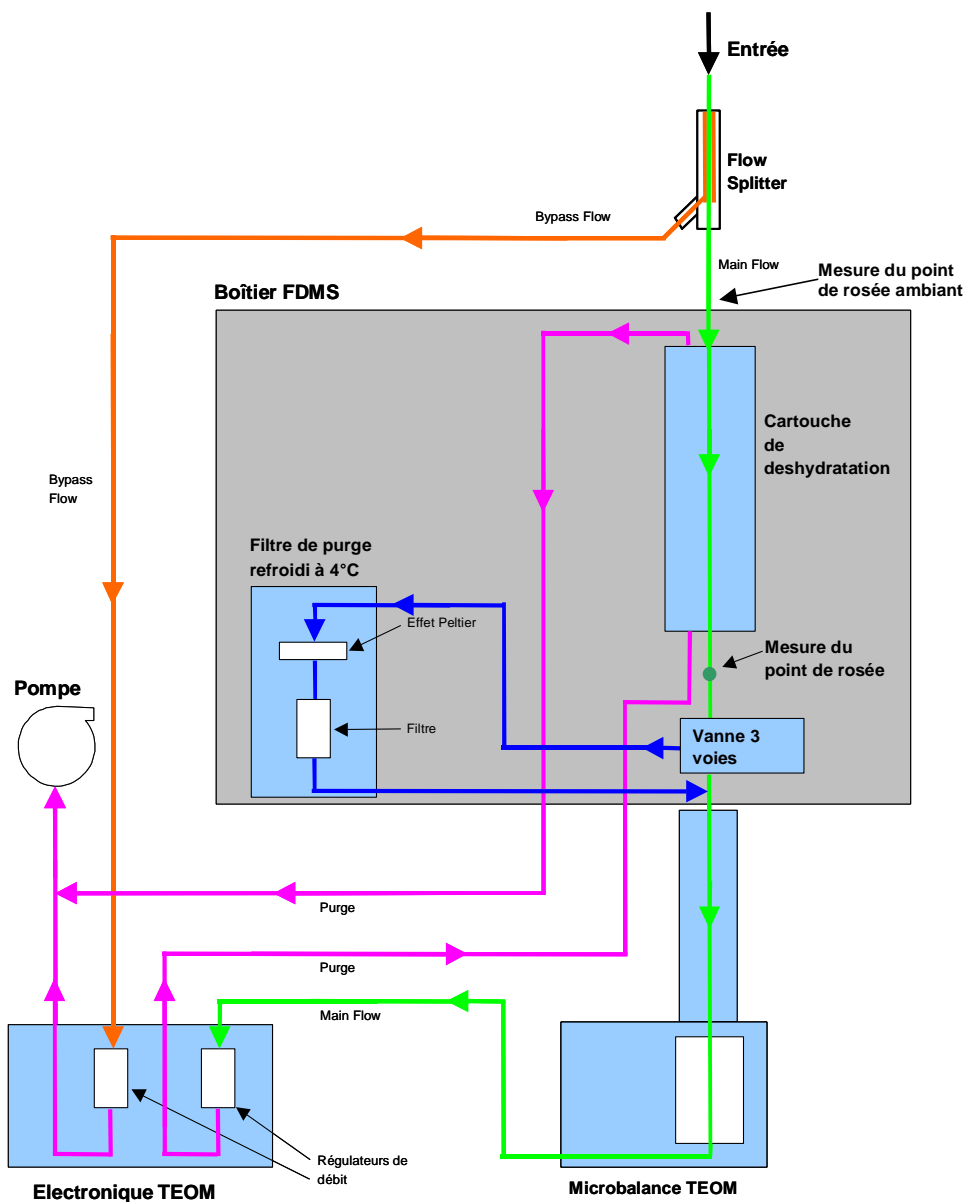 Entrée
Flow
Splitter
Bypass Flow
Main Flow
Mesure du point
de rosée ambiant
Boîtier FDMS
Cartouche
de
deshydratation
Bypass
Flow
Filtre de purge
refroidi à 4°C
Effet Peltier
Mesure du
point de rosée
Pompe
Filtre
Vanne 3
voies
Purge
Purge
Main Flow
Régulateurs de
débit
Electronique TEOM
Microbalance TEOM